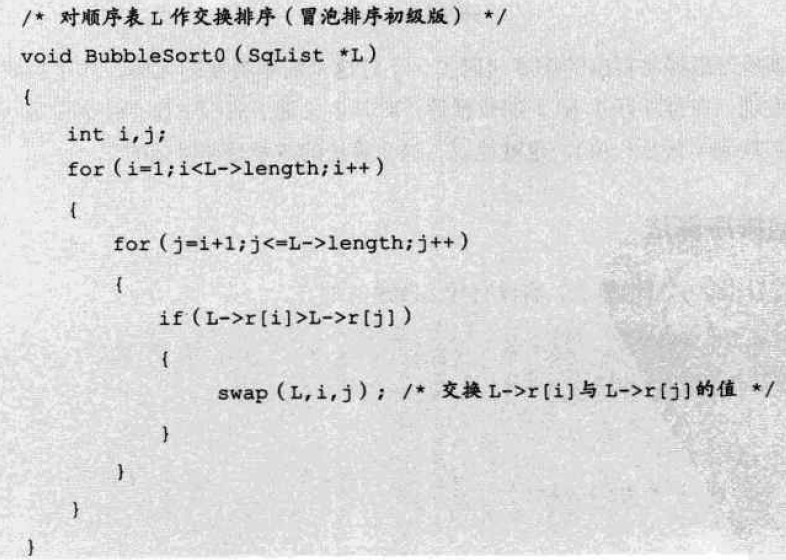 /* 对顺序表 L 作交换排序（冒泡排序初级版） */
void BubbleSort0（SqList *L）
{
int i,j;
for（i=1;i<L->length;i++）
{
for（j=i+1;j<=L->length;j++）
{
if（L->r[i]>L->r[j]）
{
swap（L,i,j）; /* 交换 L->r[i]与 L->r[j]的值 */
}
}
}
}